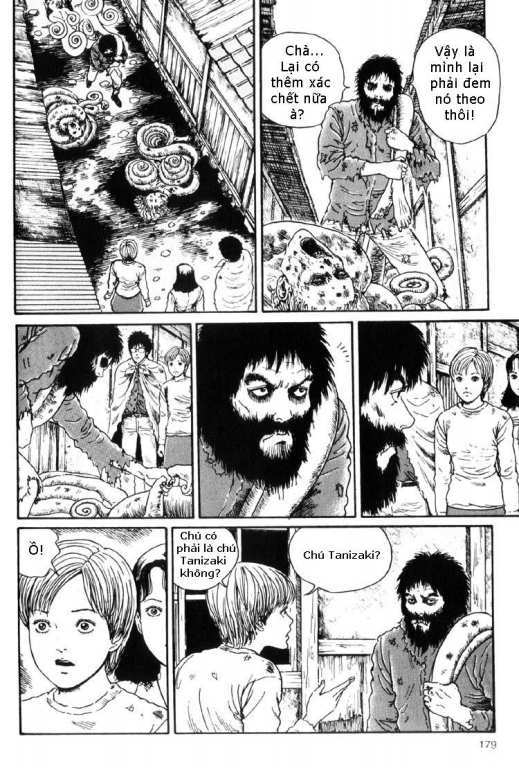 Chà...
Lại có
thêm xác
chết nữa
à?
Vậy là
mình lại
phải đem
nó theo
thôi!
Ồ!
Chú có
phải là chú
Tanizaki
không?
Chú Tanizaki?
179